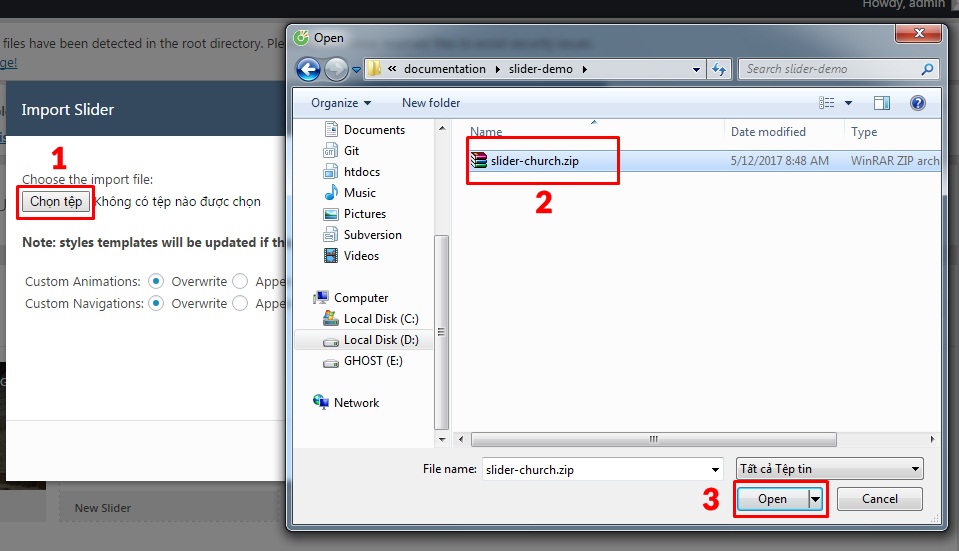 Howdy, admin
files have been detected in the root directory. Ple
ge!
Import Slider
1
Choose the import file:
Chọn tệp Không có tệp nào được chọn
Note: styles templates will be updated if th
Custom Animations: Overwrite Appe
Custom Navigations: Overwrite Appe
New Slider
Open
« documentation slider-demo
Search slider-demo
Organize New folder
Documents
Git
htdocs
Music
Pictures
Subversion
Videos
Computer
Local Disk (C:)
Local Disk (D:)
GHOST (E:)
Network
Name Date modified Type
slider-church.zip 5/12/2017 8:48 AM WinRAR ZIP arch
2
File name: slider-church.zip Tất cả Tệp tin
3
Open Cancel